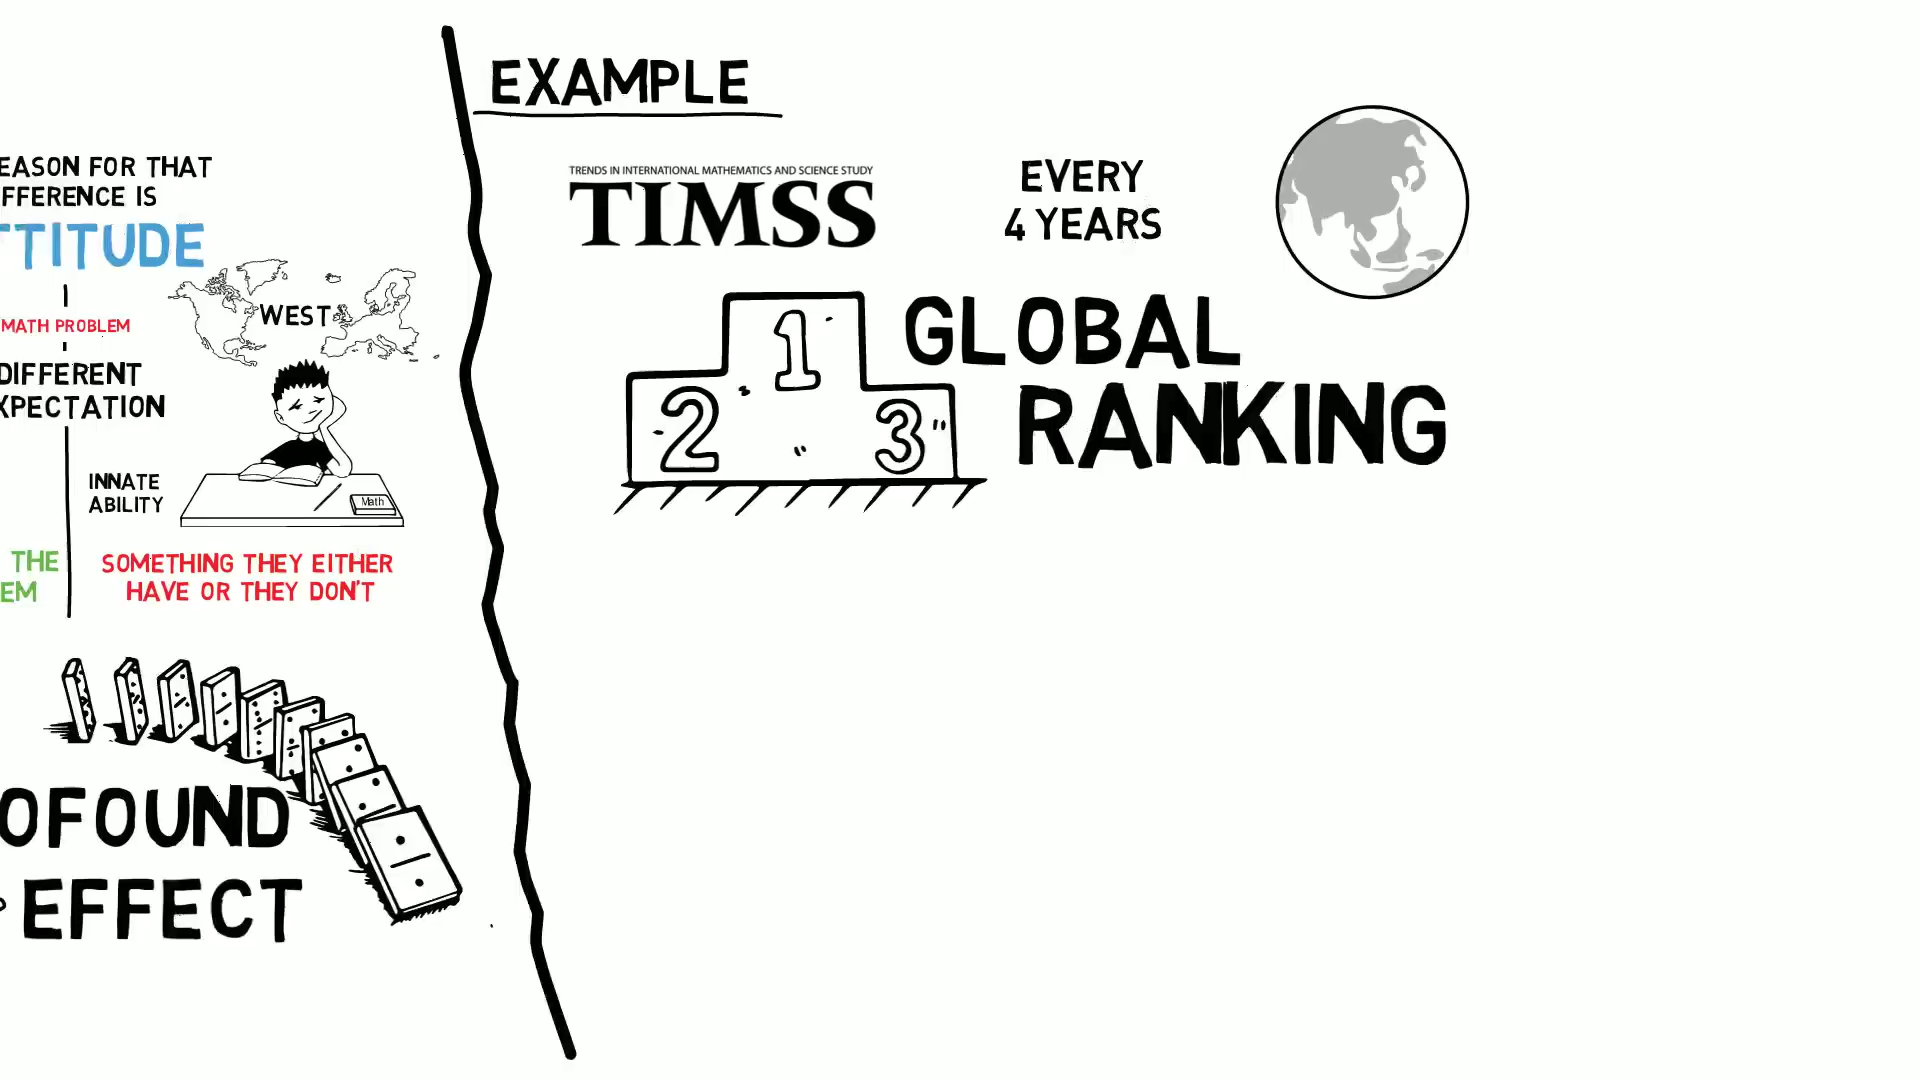 EASON FOR THAT
FFERENCE IS
TTITUDE
MATH PROBLEM
WEST
DIFFERENT
XPECTATION
INNATE
ABILITY
Math
THE
EM
SOMETHING THEY EITHER
HAVE OR THEY DON'T
OFOUND
EFFECT
EXAMPLE
TRENDS IN INTERNATIONAL MATHEMATICS AND SCIENCE STUDY
TIMSS
EVERY
4 YEARS
1
2
3
GLOBAL
RANKING